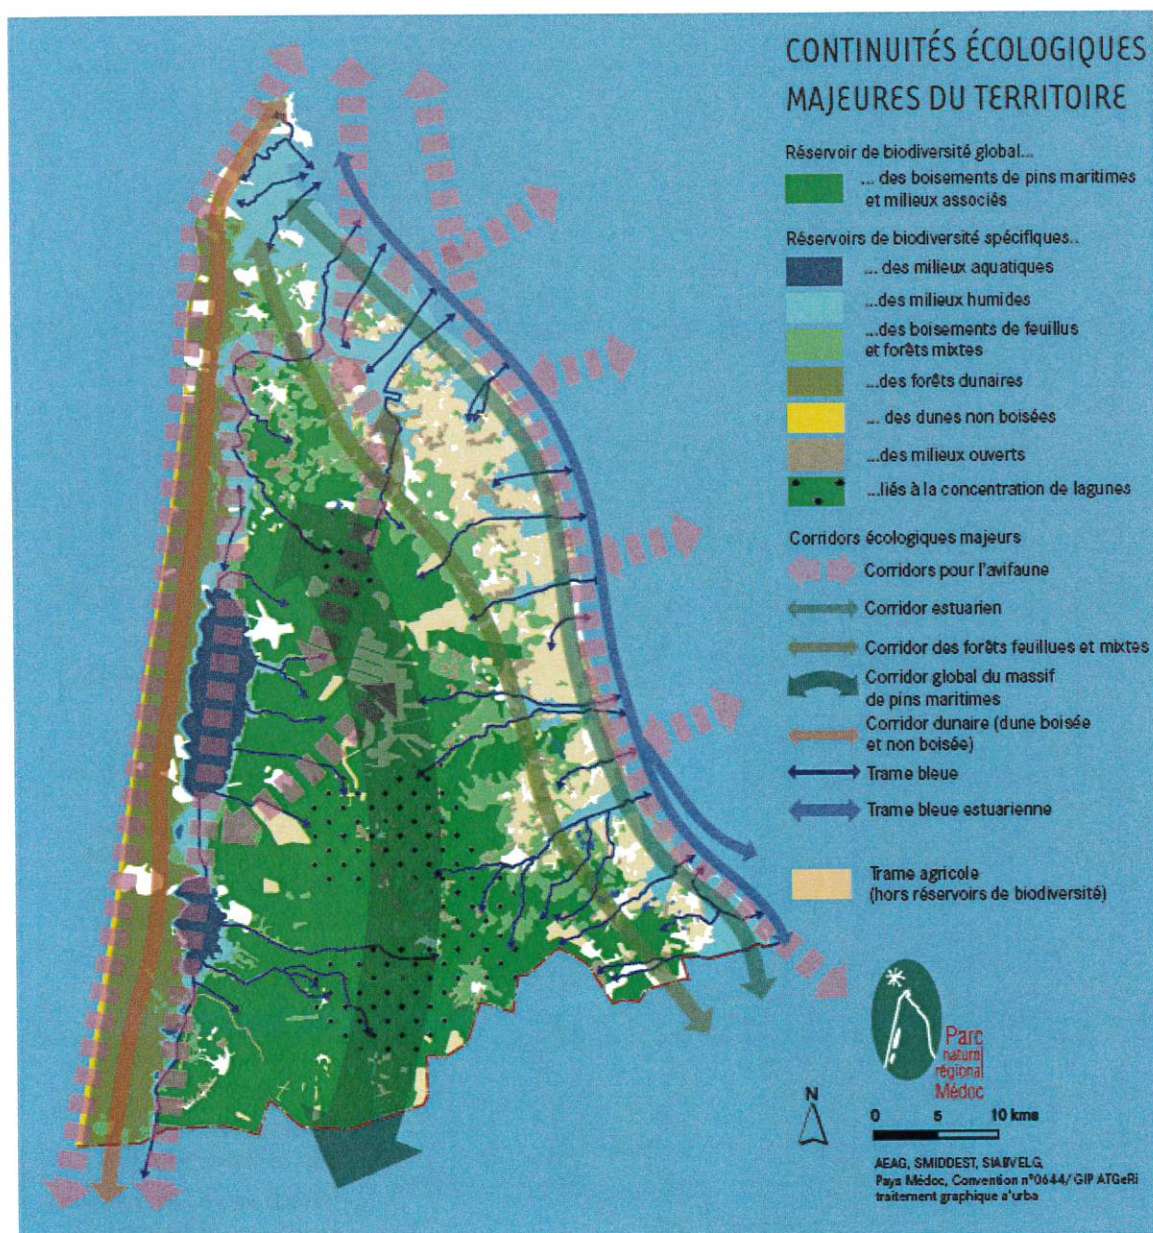 CONTINUITÉS ÉCOLOGIQUES
MAJEURES DU TERRITOIRE
Réservoir de biodiversité global...
... des boisements de pins maritimes
et milieux associés
Réservoirs de biodiversité spécifiques..
... des milieux aquatiques
...des milieux humides
...des boisements de feuillus
et forêts mixtes
...des forêts dunaires
... des dunes non boisées
...des milieux ouverts
...liés à la concentration de lagunes
Corridors écologiques majeurs
Corridors pour l'avifaune
Corridor estuarien
Corridor des forêts feuillues et mixtes
Corridor global du massif
de pins maritimes
Corridor dunaire (dune boisée
et non boisée)
Trame bleue
Trame bleue estuarienne
Trame agricole
(hors réservoirs de biodiversité)
Parc
naturel
régional
Médoc
N
0 5 10 kms
AEAG, SMIDDEST, SIABVELG,
Pays Médoc, Convention n°0644/ GIP ATGeRi
traitement graphique a'urba